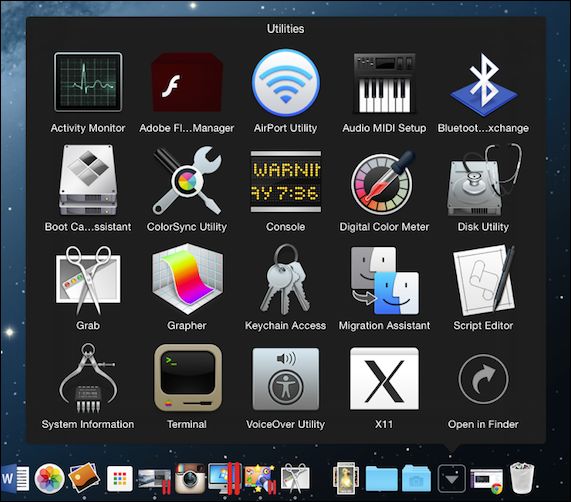 Utilities
Activity Monitor
Adobe Fl...Manager
AirPort Utility
Audio MIDI Setup
Bluetoot...xchange
WARNIN
AY 7:36
Boot Ca...ssistant
ColorSync Utility
Console
Digital Color Meter
Disk Utility
Grab
Grapher
Keychain Access
Migration Assistant
Script Editor
>_
X
System Information
Terminal
VoiceOver Utility
X11
Open in Finder
W